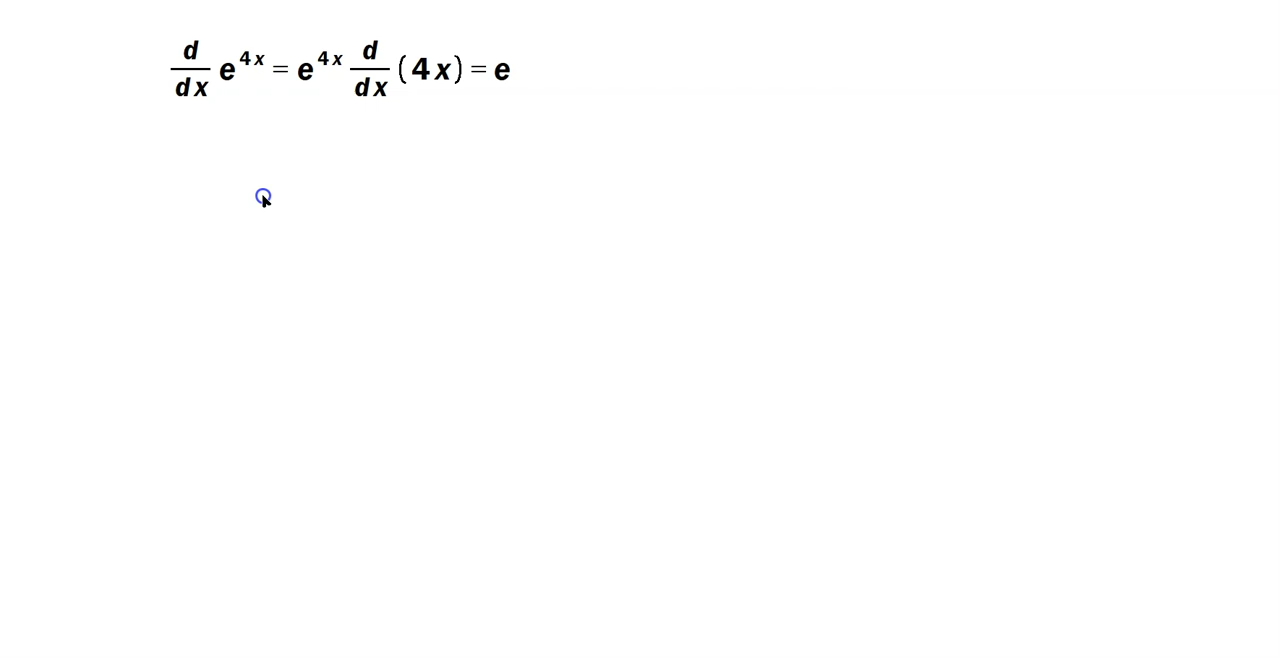 d/dx e^{4x} = e^{4x} d/dx (4x) = e